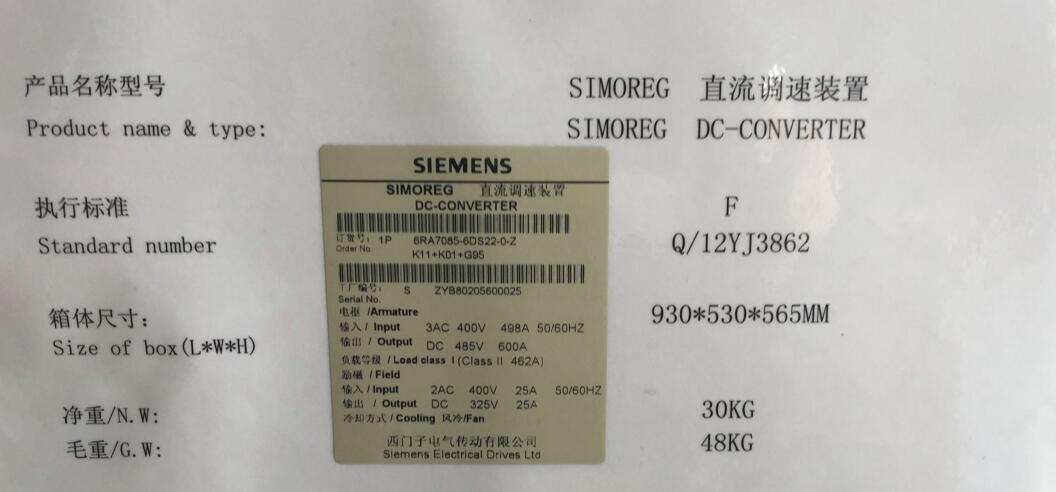 产品名称型号 SIMOREG 直流调速装置
Product name & type: SIMOREG DC-CONVERTER
SIEMENS
SIMOREG 直流调速装置
DC-CONVERTER
订货号: 1P 6RA7085-6DS22-0-Z
Order No.
K11+K01+G95
工厂编号: S ZYB80205600025
Serial No.
电枢 /Armature
输入 / Input 3AC 400V 498A 50/60HZ
输出 / Output DC 485V 600A
负载等级 / Load class I (Class II 462A)
励磁 / Field
输入 / Input 2AC 400V 25A 50/60HZ
输出 / Output DC 325V 25A
冷却方式 / Cooling 风冷/Fan
西门子电气传动有限公司
Siemens Electrical Drives Ltd
执行标准 F
Standard number Q/12YJ3862
箱体尺寸: 930*530*565MM
Size of box(L*W*H)
净重/N.W: 30KG
毛重/G.W: 48KG